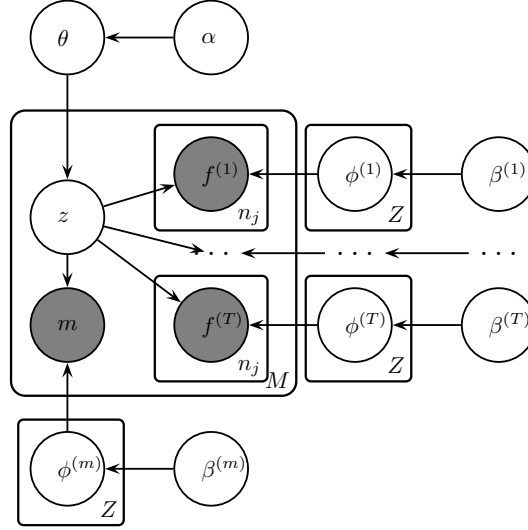 θ α
f^{(1)} φ^{(1)} β^{(1)}
n_j Z
z
· · · · · · · · ·
m f^{(T)} φ^{(T)} β^{(T)}
n_j M Z
φ^{(m)} β^{(m)}
Z